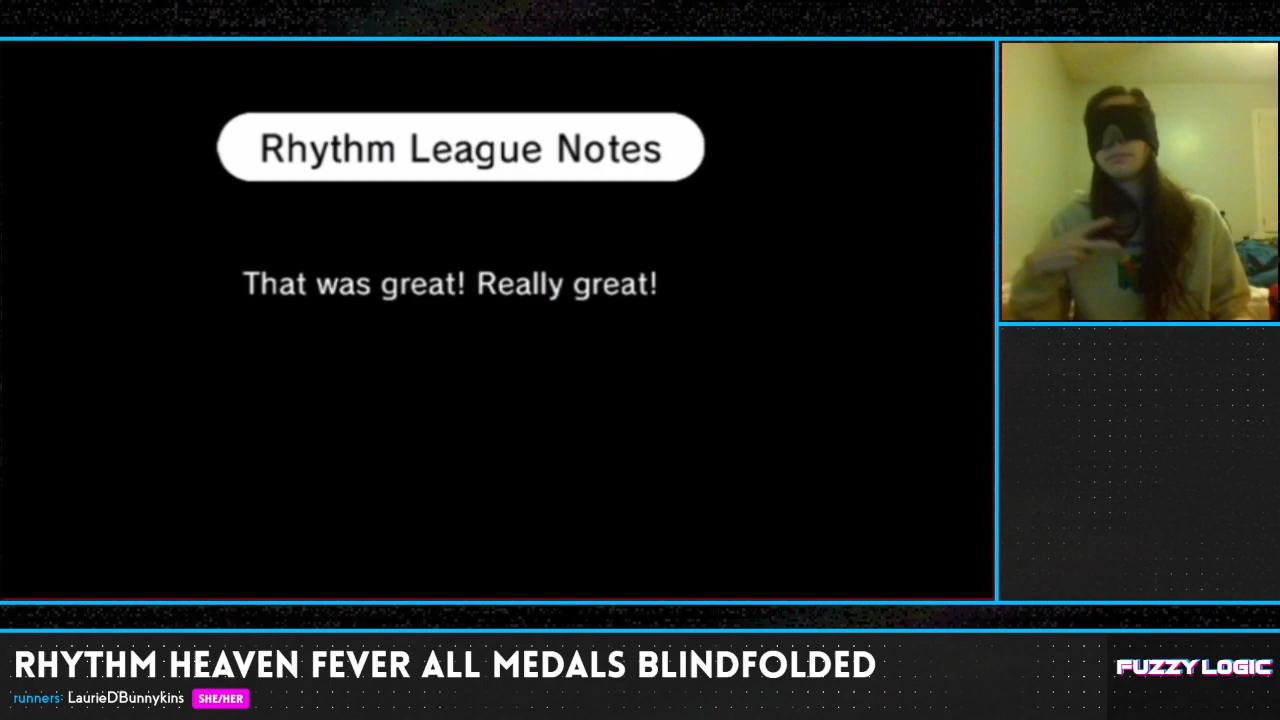 Rhythm League Notes
That was great! Really great!
RHYTHM HEAVEN FEVER ALL MEDALS BLINDFOLDED
runners: LaurieDBunnykins SHE/HER
FUZZY LOGIC